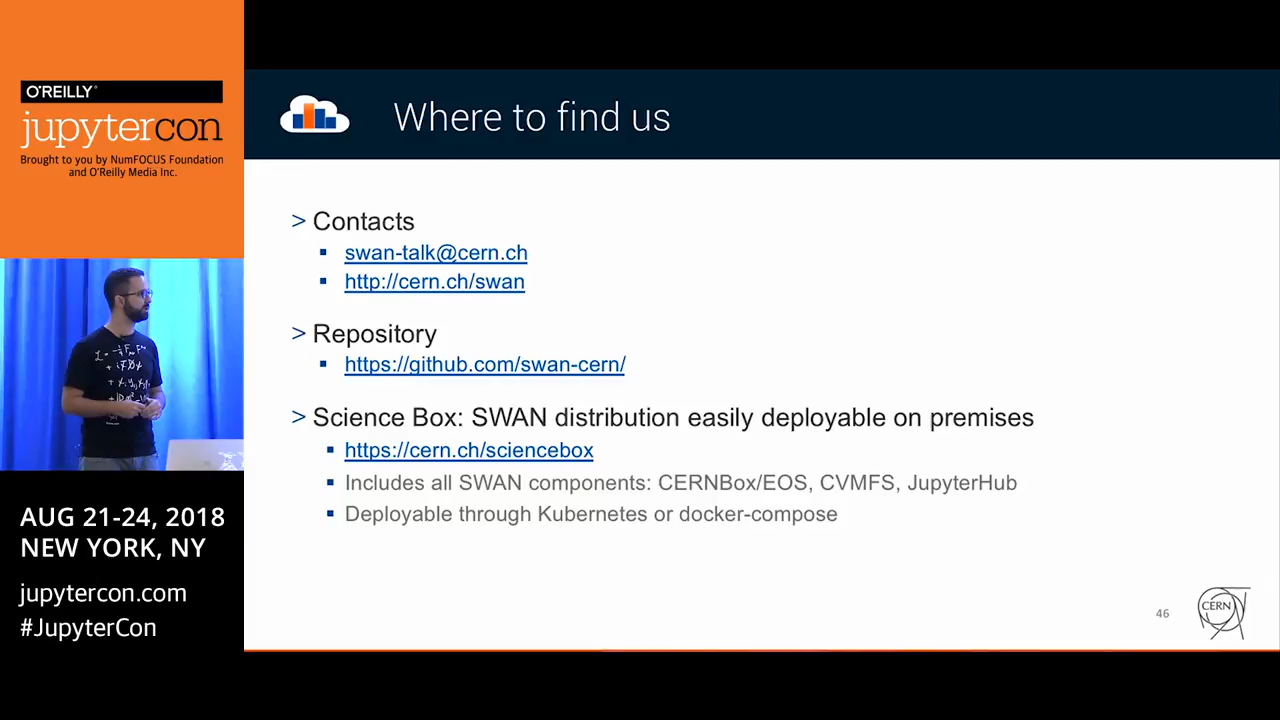 O'REILLY®
jupytercon
Brought to you by NumFOCUS Foundation
and O'Reilly Media Inc.
AUG 21-24, 2018
NEW YORK, NY
jupytercon.com
#JupyterCon
Where to find us
> Contacts
▪ swan-talk@cern.ch
▪ http://cern.ch/swan
> Repository
▪ https://github.com/swan-cern/
> Science Box: SWAN distribution easily deployable on premises
▪ https://cern.ch/sciencebox
▪ Includes all SWAN components: CERNBox/EOS, CVMFS, JupyterHub
▪ Deployable through Kubernetes or docker-compose
46
CERN